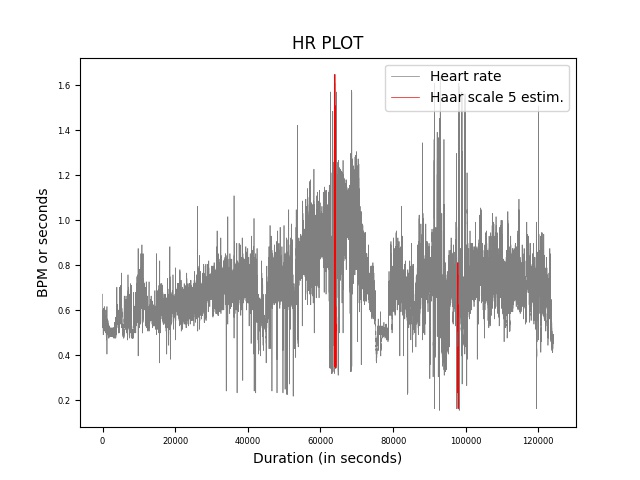 HR PLOT
Heart rate
Haar scale 5 estim.
BPM or seconds
1.6
1.4
1.2
1.0
0.8
0.6
0.4
0.2
0 20000 40000 60000 80000 100000 120000
Duration (in seconds)